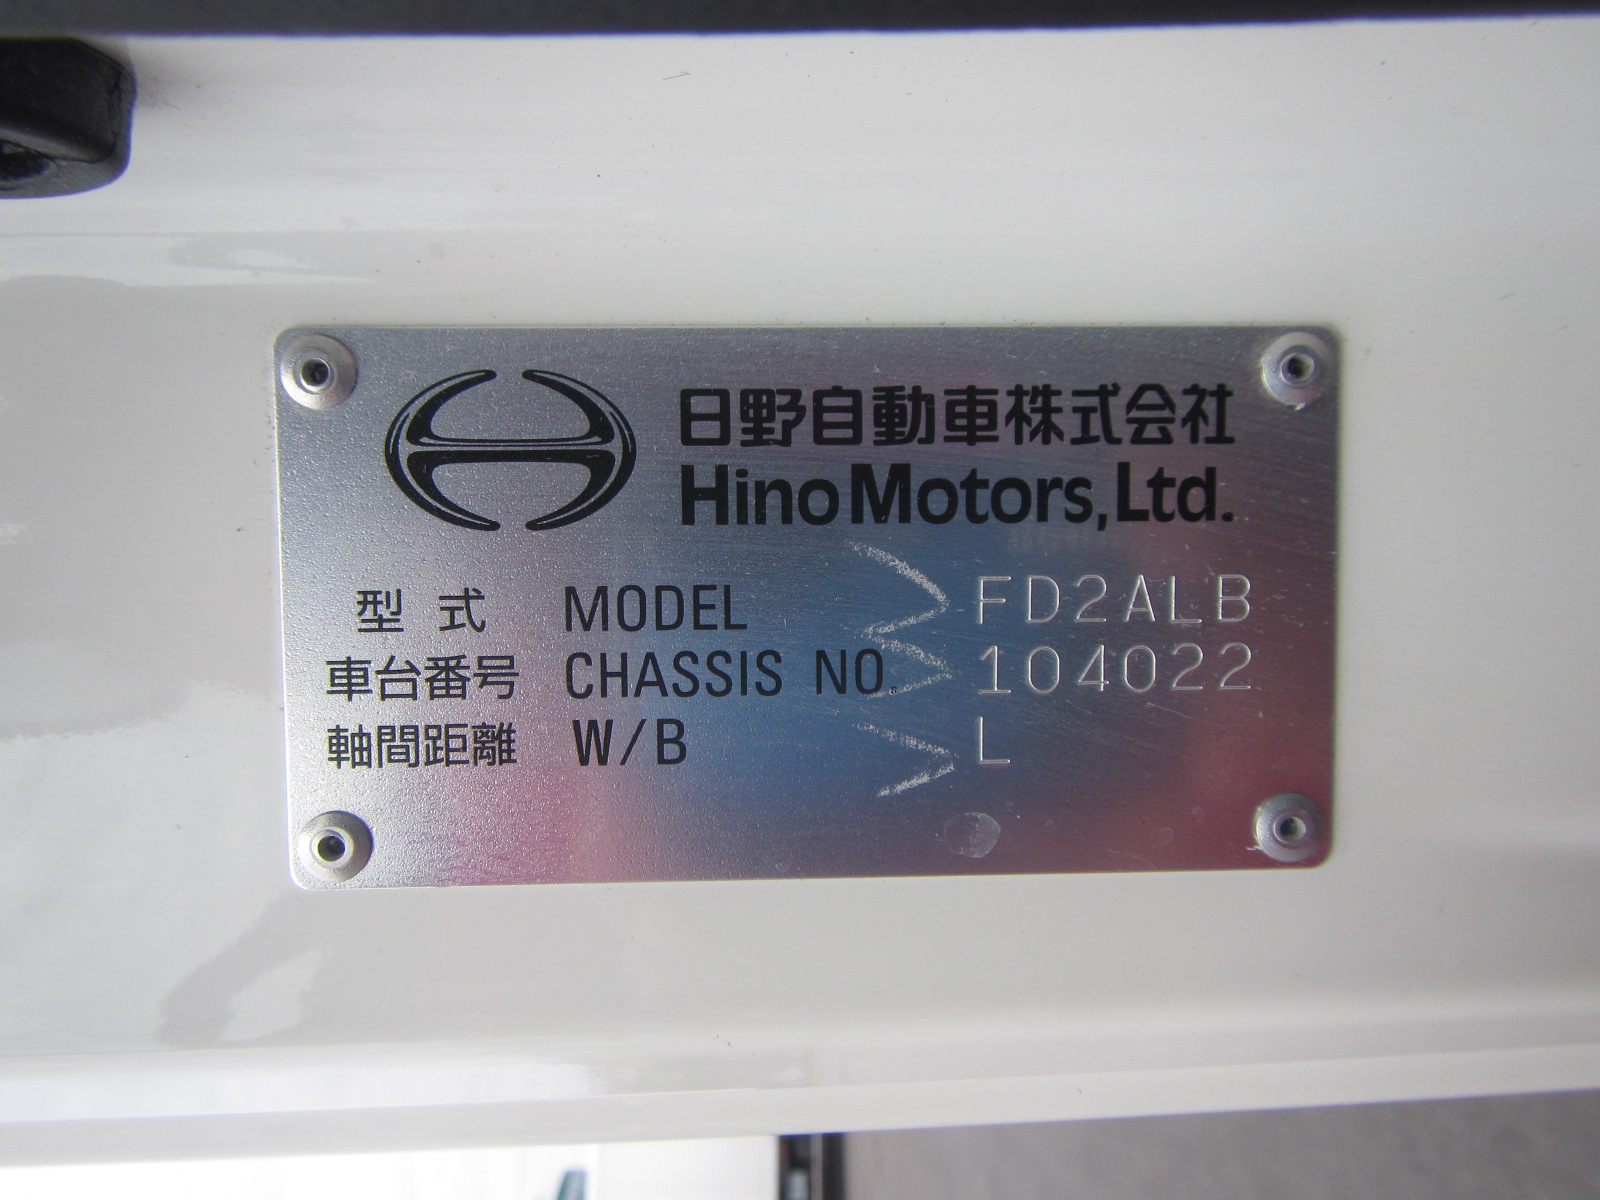 日野自動車株式会社
Hino Motors, Ltd.
型 式 MODEL FD2ALB
車台番号 CHASSIS NO. 104022
軸間距離 W/B L